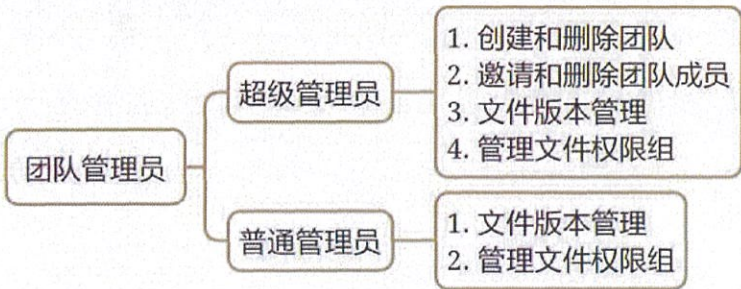 团队管理员
超级管理员
1. 创建和删除团队
2. 邀请和删除团队成员
3. 文件版本管理
4. 管理文件权限组
普通管理员
1. 文件版本管理
2. 管理文件权限组